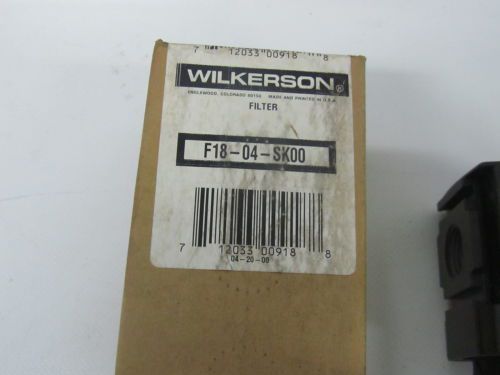 7 12033 00918 8
WILKERSON®
ENGLEWOOD, COLORADO 80150 MADE AND PRINTED IN U.S.A.
FILTER
F18-04-SK00
7 12033 00918 8
04-20-00